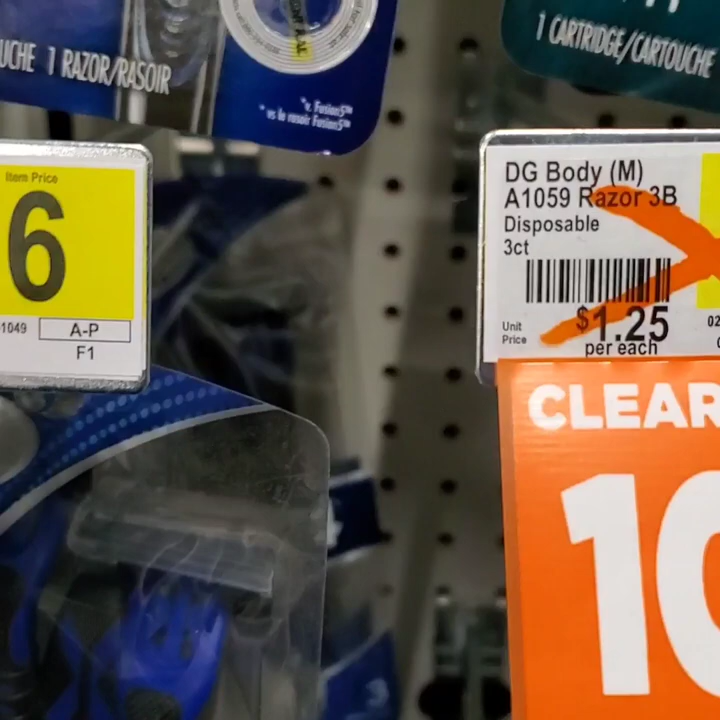 UCHE 1 RAZOR/RASOIR
1 CARTRIDGE/CARTOUCHE
Item Price
6
1049
A-P
F1
DG Body (M)
A1059 Razor 3B
Disposable
3ct
Unit
Price
$1.25
per each
02
CLEAR
10